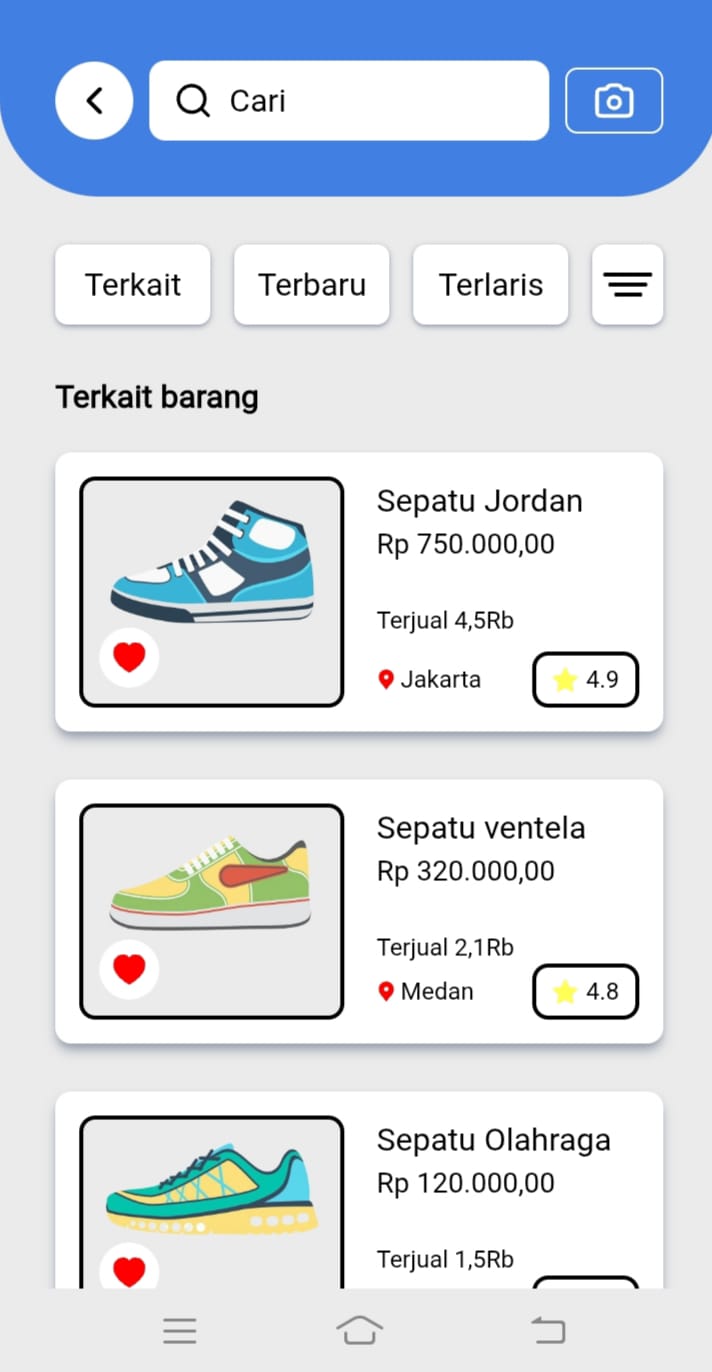 Cari
Terkait Terbaru Terlaris
Terkait barang
Sepatu Jordan
Rp 750.000,00
Terjual 4,5Rb
Jakarta 4.9
Sepatu ventela
Rp 320.000,00
Terjual 2,1Rb
Medan 4.8
Sepatu Olahraga
Rp 120.000,00
Terjual 1,5Rb